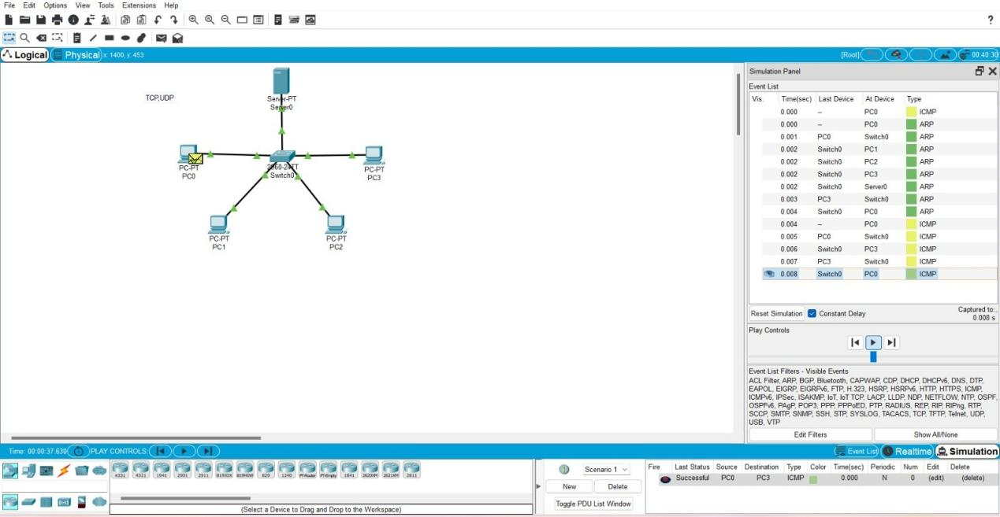 File Edit Options View Tools Extensions Help
?
Logical Physical x: 1400, y: 453 [Root] 00:40:30
TCP,UDP
Server-PT
Server0
PC-PT
PC0
2960-24TT
Switch0
PC-PT
PC3
PC-PT
PC1
PC-PT
PC2
Simulation Panel
Event List
Vis. Time(sec) Last Device At Device Type
0.000 -- PC0 ICMP
0.000 -- PC0 ARP
0.001 PC0 Switch0 ARP
0.002 Switch0 PC1 ARP
0.002 Switch0 PC2 ARP
0.002 Switch0 PC3 ARP
0.002 Switch0 Server0 ARP
0.003 PC3 Switch0 ARP
0.004 Switch0 PC0 ARP
0.004 -- PC0 ICMP
0.005 PC0 Switch0 ICMP
0.006 Switch0 PC3 ICMP
0.007 PC3 Switch0 ICMP
0.008 Switch0 PC0 ICMP
Reset Simulation Constant Delay Captured to:
0.008 s
Play Controls
Event List Filters - Visible Events
ACL Filter, ARP, BGP, Bluetooth, CAPWAP, CDP, DHCP, DHCPv6, DNS, DTP,
EAPOL, EIGRP, EIGRPv6, FTP, H.323, HSRP, HSRPv6, HTTP, HTTPS, ICMP,
ICMPv6, IPSec, ISAKMP, IoT, IoT TCP, LACP, LLDP, NDP, NETFLOW, NTP, OSPF,
OSPFv6, PAgP, POP3, PPP, PPPoED, PTP, RADIUS, REP, RIP, RIPng, RTP,
SCCP, SMTP, SNMP, SSH, STP, SYSLOG, TACACS, TCP, TFTP, Telnet, UDP,
USB, VTP
Edit Filters Show All/None
Time: 00:00:37.630 PLAY CONTROLS: Event List Realtime Simulation
4331 4321 1941 2901 2911 819IOX 819HGW 829 1240 PT-Router PT-Empty 1841 2620XM 2621XM 2811
(Select a Device to Drag and Drop to the Workspace)
Scenario 1
New Delete
Toggle PDU List Window
Fire Last Status Source Destination Type Color Time(sec) Periodic Num Edit Delete
Successful PC0 PC3 ICMP 0.000 N 0 (edit) (delete)